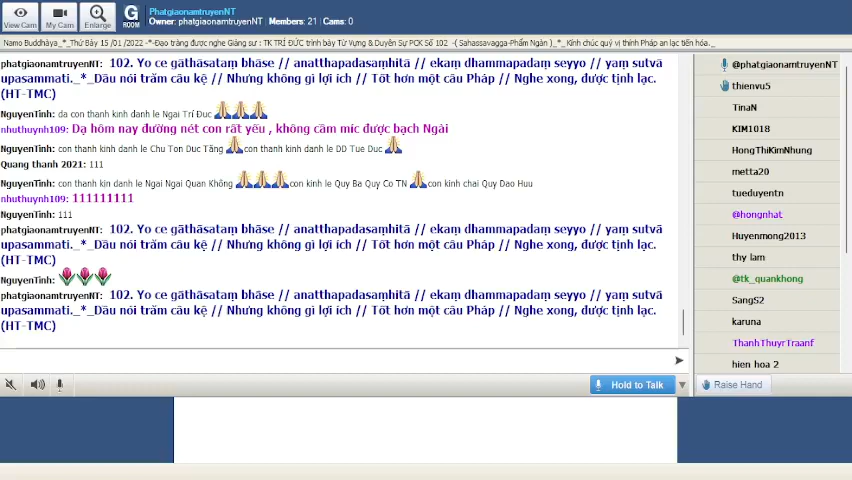 View Cam
My Cam
Enlarge
G ROOM
PhatgiaonamtruyenNT
Owner: phatgiaonamtruyenNT | Members: 21 | Cams: 0
Namo Buddhàya_*_Thứ Bảy 15 /01 /2022 -*-Đạo tràng được nghe Giảng sư : TK TRÍ ĐỨC trình bày Từ Vựng & Duyên Sự PCK Số 102 -( Sahassavagga-Phẩm Ngàn )_*_Kính chúc quý vị thính Pháp an lạc tiến hóa._
phatgiaonamtruyenNT: 102. Yo ce gāthāsataṃ bhāse // anatthapadasaṃhitā // ekaṃ dhammapadaṃ seyyo // yaṃ sutvā
upasammati._*_Dầu nói trăm câu kệ // Nhưng không gì lợi ích // Tốt hơn một câu Pháp // Nghe xong, được tịnh lạc.
(HT-TMC)
NguyenTinh: da con thanh kinh danh le Ngai Trí Đuc
nhuthuynh109: Dạ hôm nay đường nét con rất yếu , không cầm míc được bạch Ngài
NguyenTinh: con thanh kinh danh le Chu Ton Duc Tăng con thanh kinh danh le DD Tue Duc
Quang thanh 2021: 111
NguyenTinh: con thanh kin danh le Ngai Ngai Quan Không con kinh le Quy Ba Quy Co TN con kinh chai Quy Dao Huu
nhuthuynh109: 111111111
NguyenTinh: 111
phatgiaonamtruyenNT: 102. Yo ce gāthāsataṃ bhāse // anatthapadasaṃhitā // ekaṃ dhammapadaṃ seyyo // yaṃ sutvā
upasammati._*_Dầu nói trăm câu kệ // Nhưng không gì lợi ích // Tốt hơn một câu Pháp // Nghe xong, được tịnh lạc.
(HT-TMC)
NguyenTinh:
phatgiaonamtruyenNT: 102. Yo ce gāthāsataṃ bhāse // anatthapadasaṃhitā // ekaṃ dhammapadaṃ seyyo // yaṃ sutvā
upasammati._*_Dầu nói trăm câu kệ // Nhưng không gì lợi ích // Tốt hơn một câu Pháp // Nghe xong, được tịnh lạc.
(HT-TMC)
Hold to Talk
@phatgiaonamtruyenNT
thienvu5
TinaN
KIM1018
HongThiKimNhung
metta20
tueduyentn
@hongnhat
Huyenmong2013
thy lam
@tk_quankhong
SangS2
karuna
ThanhThuyrTraanf
hien hoa 2
Raise Hand